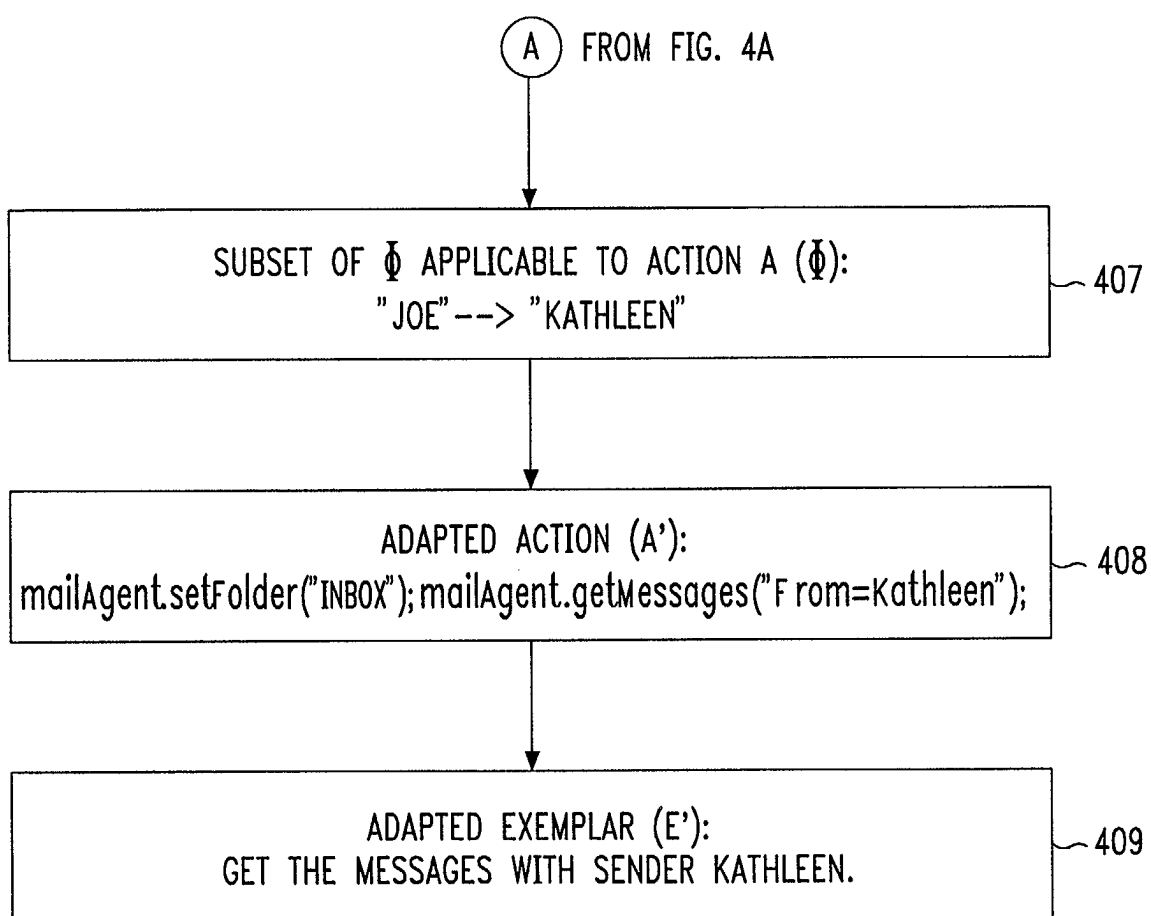 A FROM FIG. 4A
SUBSET OF Φ APPLICABLE TO ACTION A (Φ):
"JOE"--> "KATHLEEN"
407
ADAPTED ACTION (A'):
mailAgent.setFolder("INBOX"); mailAgent.getMessages("F rom=Kathleen");
408
ADAPTED EXEMPLAR (E'):
GET THE MESSAGES WITH SENDER KATHLEEN.
409